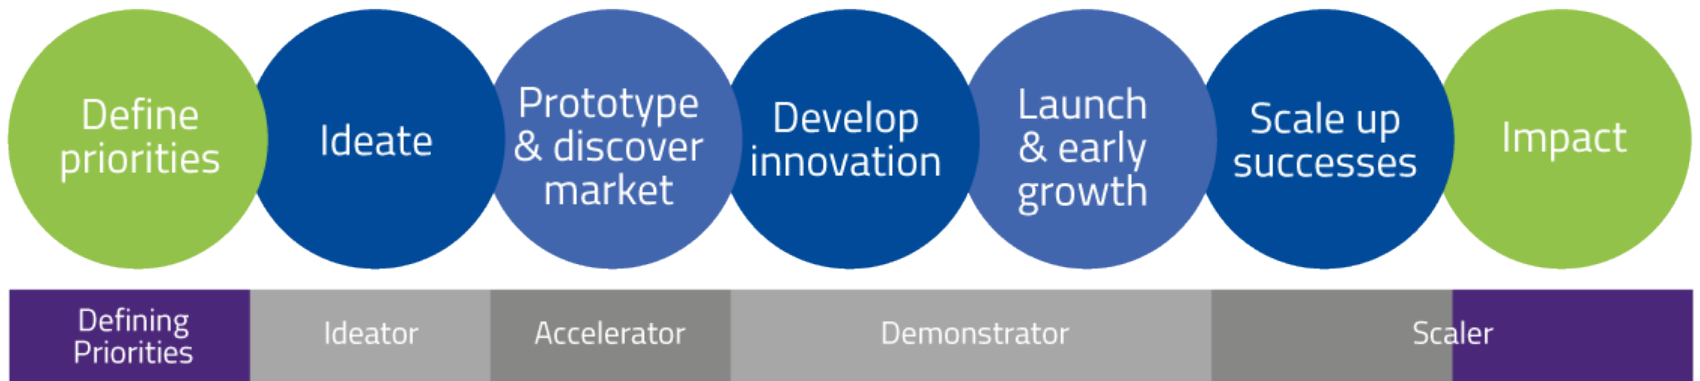 Define
priorities
Ideate
Prototype
& discover
market
Develop
innovation
Launch
& early
growth
Scale up
successes
Impact
Defining
Priorities
Ideator
Accelerator
Demonstrator
Scaler